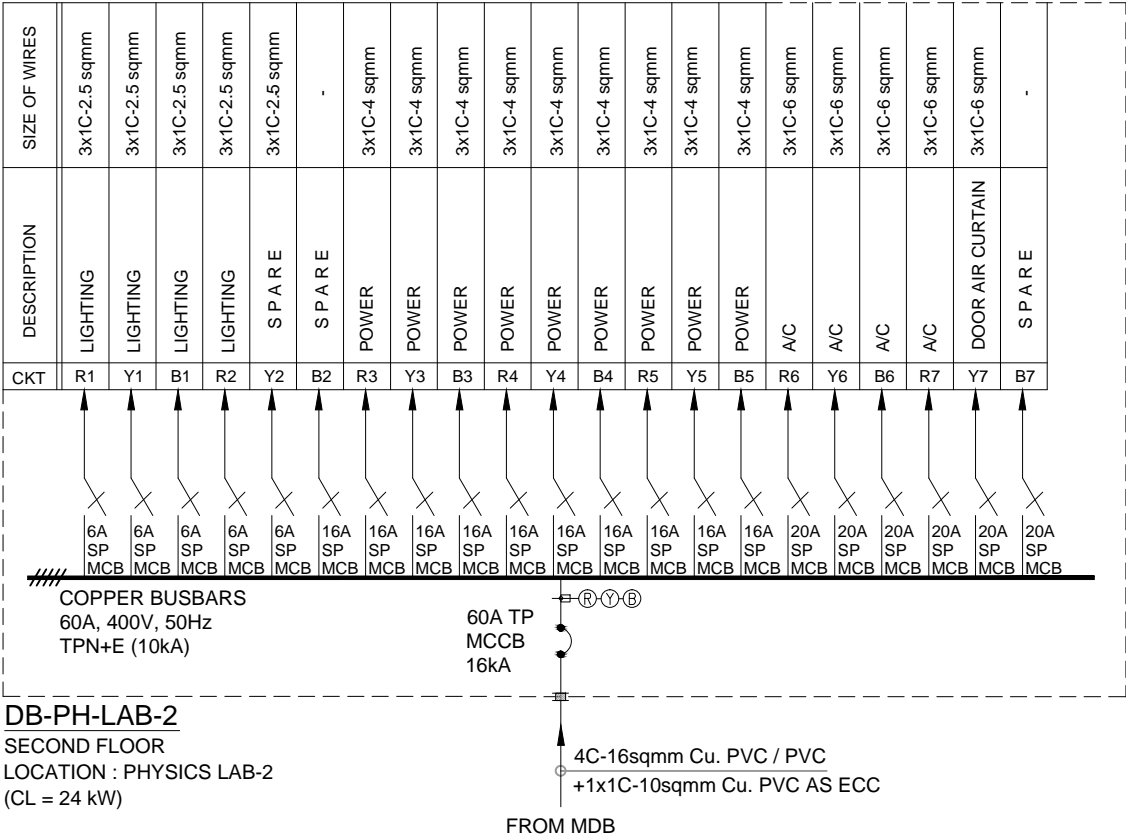 SIZE OF WIRES 3x1C-2.5 sqmm 3x1C-2.5 sqmm 3x1C-2.5 sqmm 3x1C-2.5 sqmm 3x1C-2.5 sqmm - 3x1C-4 sqmm 3x1C-4 sqmm 3x1C-4 sqmm 3x1C-4 sqmm 3x1C-4 sqmm 3x1C-4 sqmm 3x1C-4 sqmm 3x1C-4 sqmm 3x1C-4 sqmm 3x1C-6 sqmm 3x1C-6 sqmm 3x1C-6 sqmm 3x1C-6 sqmm 3x1C-6 sqmm -
DESCRIPTION LIGHTING LIGHTING LIGHTING LIGHTING S P A R E S P A R E POWER POWER POWER POWER POWER POWER POWER POWER POWER A/C A/C A/C A/C DOOR AIR CURTAIN S P A R E
CKT R1 Y1 B1 R2 Y2 B2 R3 Y3 B3 R4 Y4 B4 R5 Y5 B5 R6 Y6 B6 R7 Y7 B7
6A 6A 6A 6A 6A 16A 16A 16A 16A 16A 16A 16A 16A 16A 16A 20A 20A 20A 20A 20A 20A
SP SP SP SP SP SP SP SP SP SP SP SP SP SP SP SP SP SP SP SP SP
MCB MCB MCB MCB MCB MCB MCB MCB MCB MCB MCB MCB MCB MCB MCB MCB MCB MCB MCB MCB MCB
COPPER BUSBARS
60A, 400V, 50Hz
TPN+E (10kA)
R Y B
60A TP
MCCB
16kA
DB-PH-LAB-2
SECOND FLOOR
LOCATION : PHYSICS LAB-2
(CL = 24 kW)
4C-16sqmm Cu. PVC / PVC
+1x1C-10sqmm Cu. PVC AS ECC
FROM MDB